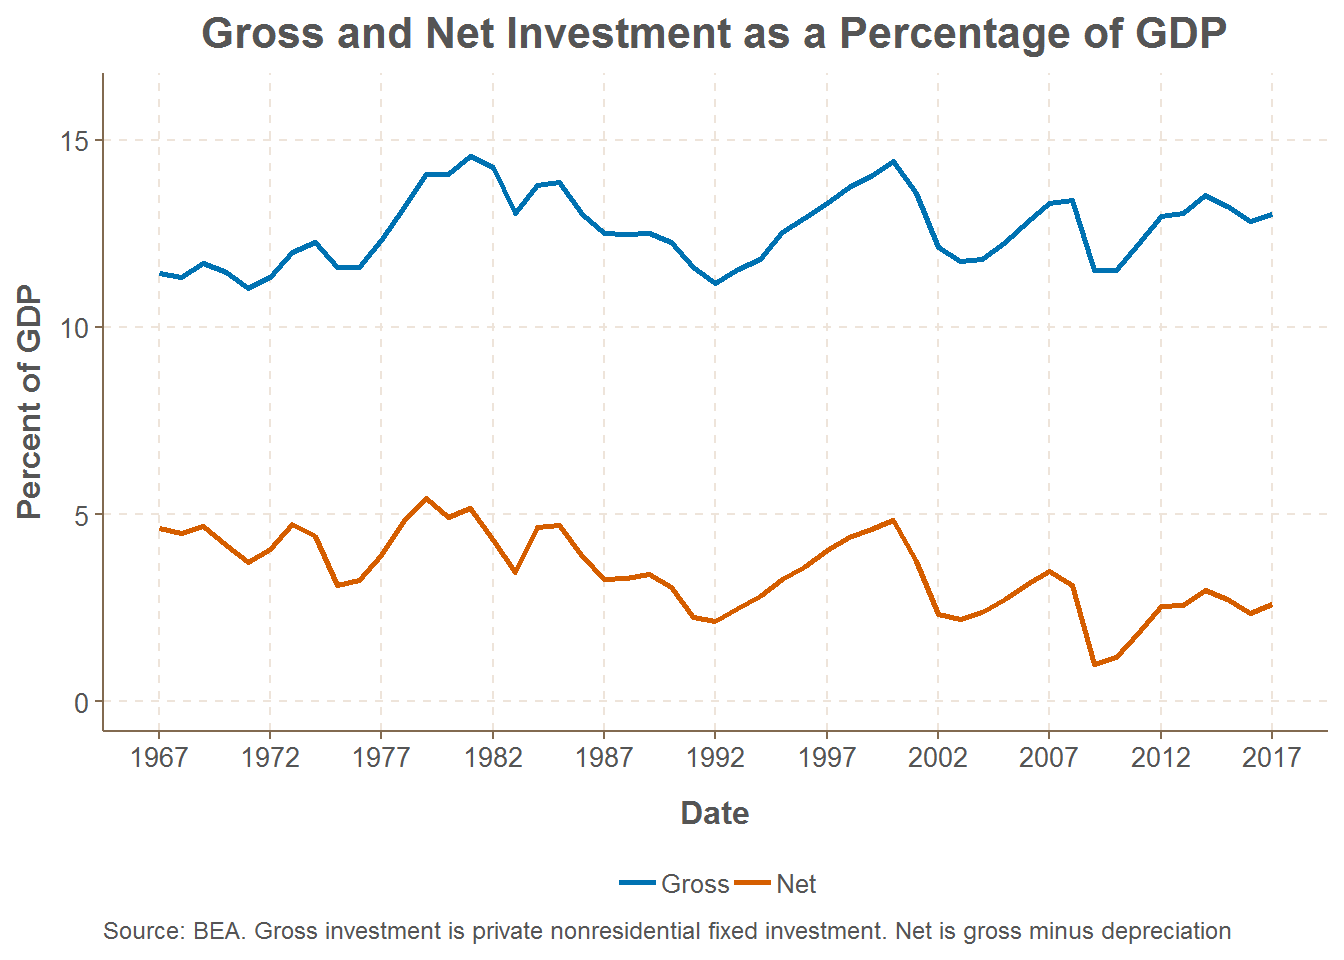 Gross and Net Investment as a Percentage of GDP
Percent of GDP
15
10
5
0
1967 1972 1977 1982 1987 1992 1997 2002 2007 2012 2017
Date
Gross Net
Source: BEA. Gross investment is private nonresidential fixed investment. Net is gross minus depreciation